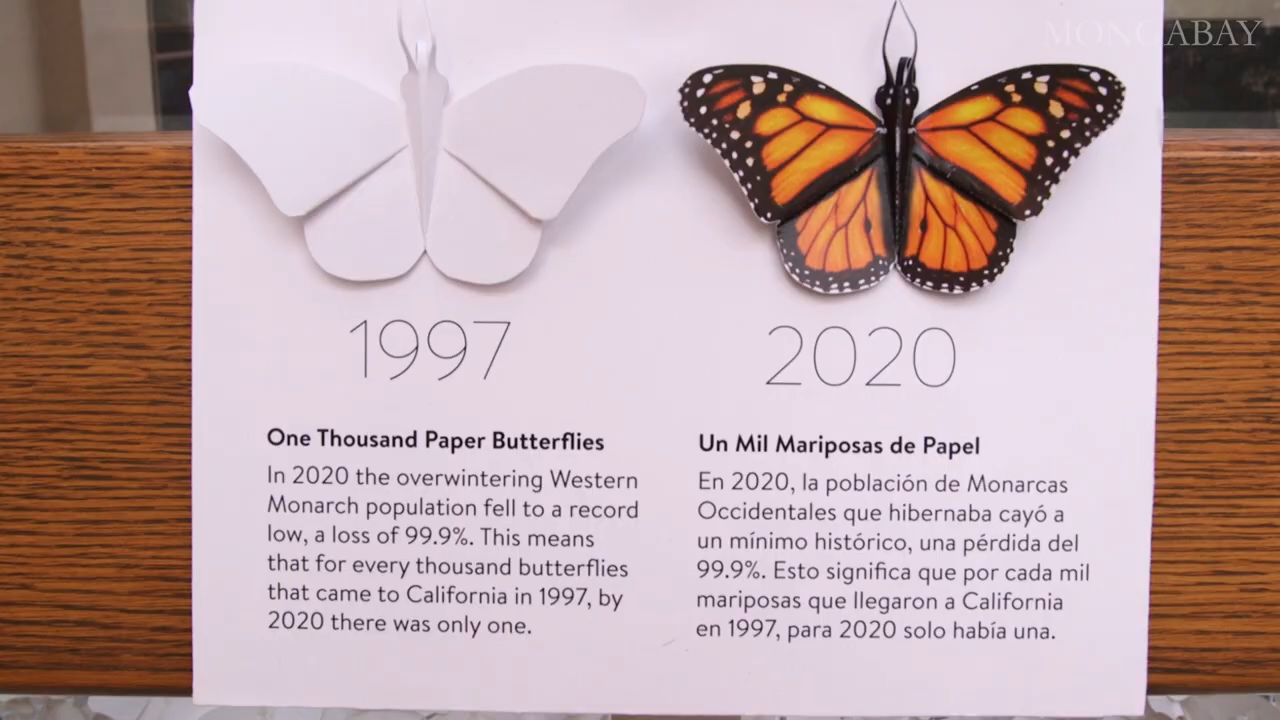 MONGABAY
1997
2020
One Thousand Paper Butterflies
In 2020 the overwintering Western
Monarch population fell to a record
low, a loss of 99.9%. This means
that for every thousand butterflies
that came to California in 1997, by
2020 there was only one.
Un Mil Mariposas de Papel
En 2020, la población de Monarcas
Occidentales que hibernaba cayó a
un mínimo histórico, una pérdida del
99.9%. Esto significa que por cada mil
mariposas que llegaron a California
en 1997, para 2020 solo había una.